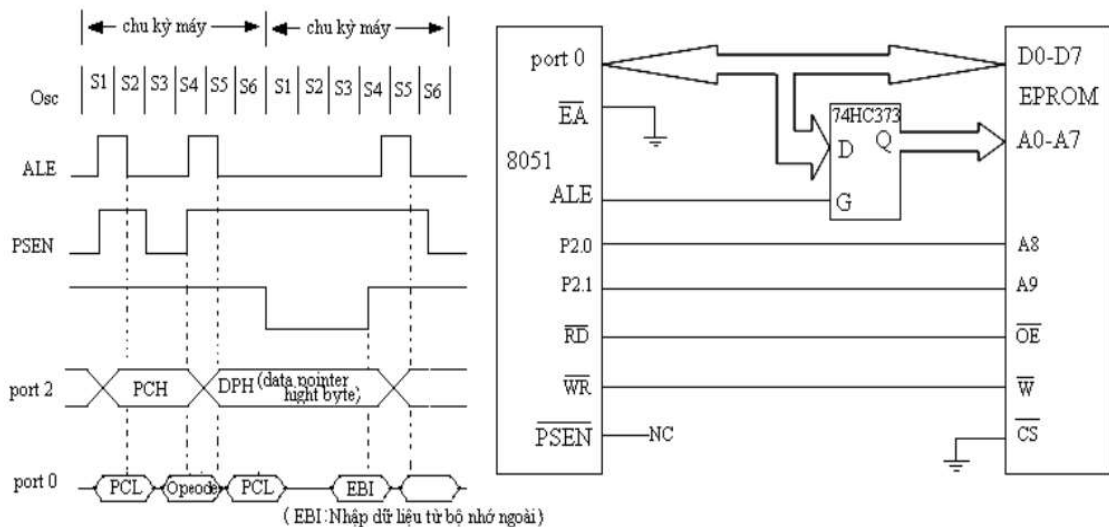 chu kỳ máy chu kỳ máy
Osc S1 S2 S3 S4 S5 S6 S1 S2 S3 S4 S5 S6
ALE
PSEN
port 2 PCH DPH (data pointer
hight byte)
port 0 PCL Opeode PCL EBI
( EBI:Nhập dữ liệu từ bộ nhớ ngoài)
port 0 D0-D7
EA EPROM
74HC373
D Q A0-A7
8051
ALE G
P2.0 A8
P2.1 A9
RD OE
WR W
PSEN NC CS